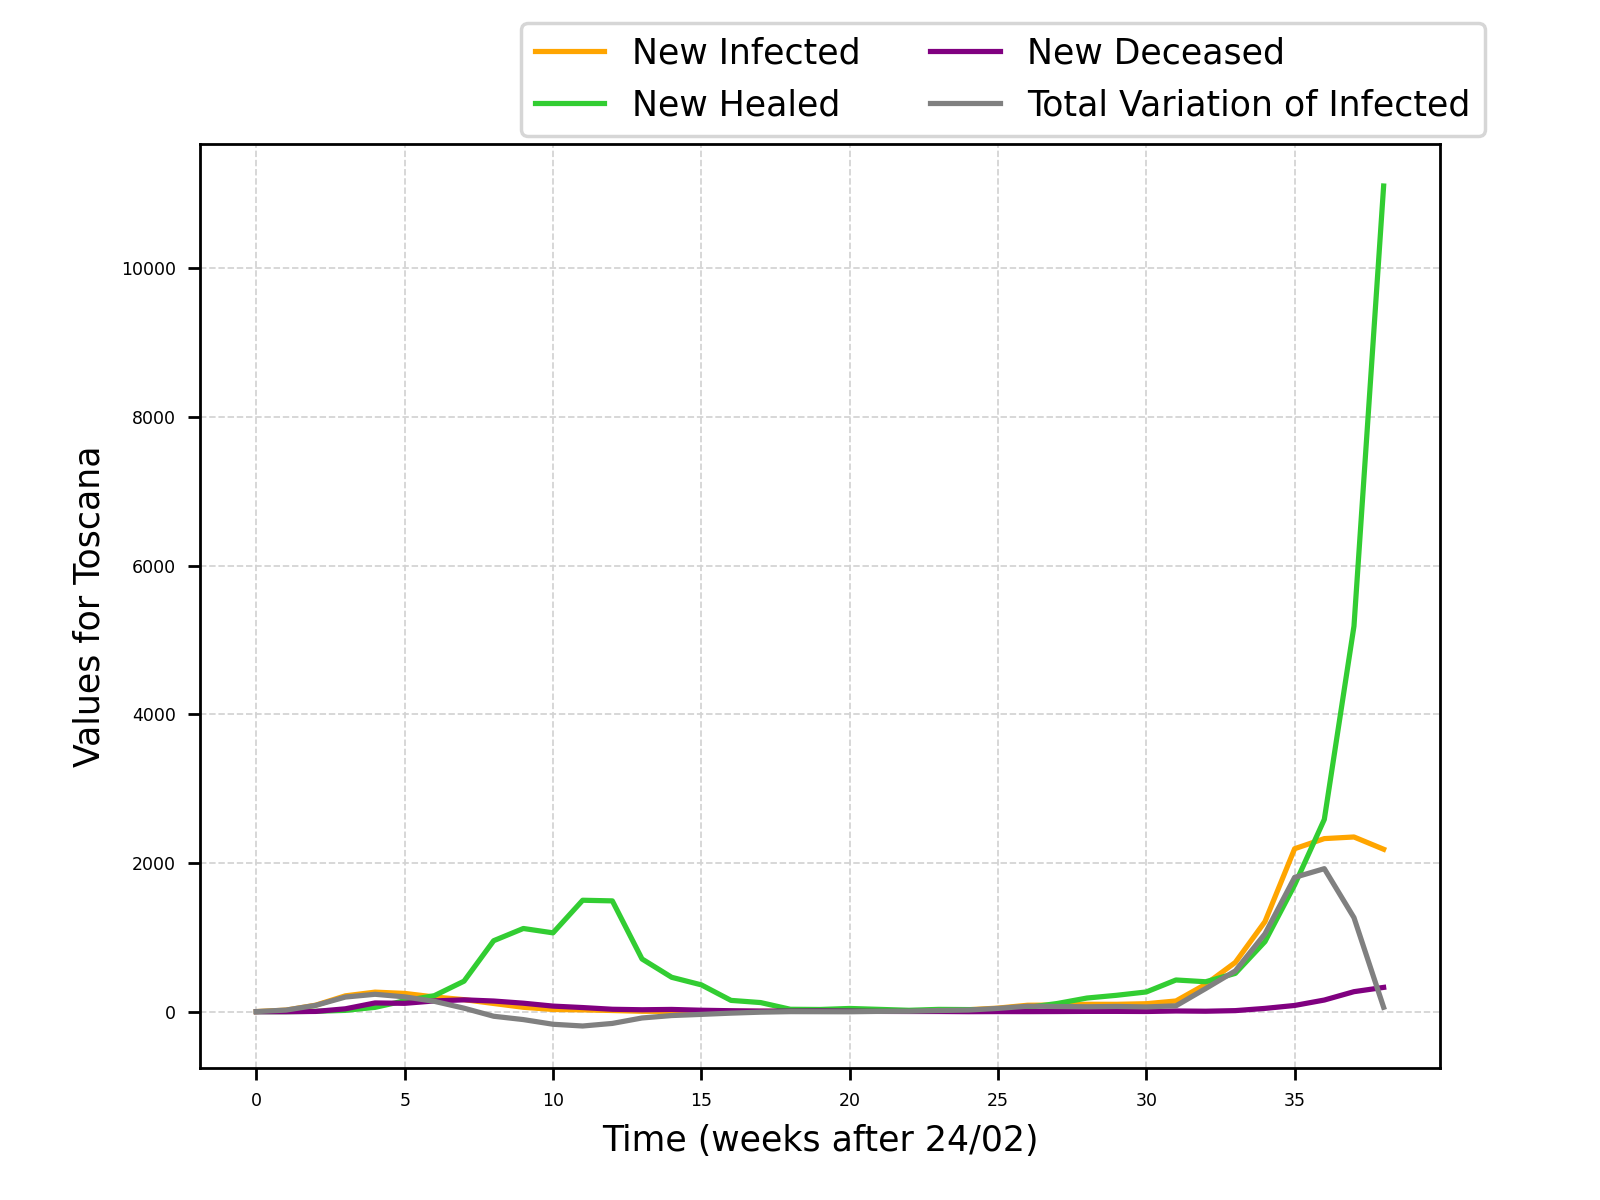 New Infected
New Healed
New Deceased
Total Variation of Infected
Values for Toscana
10000
8000
6000
4000
2000
0
0 5 10 15 20 25 30 35
Time (weeks after 24/02)